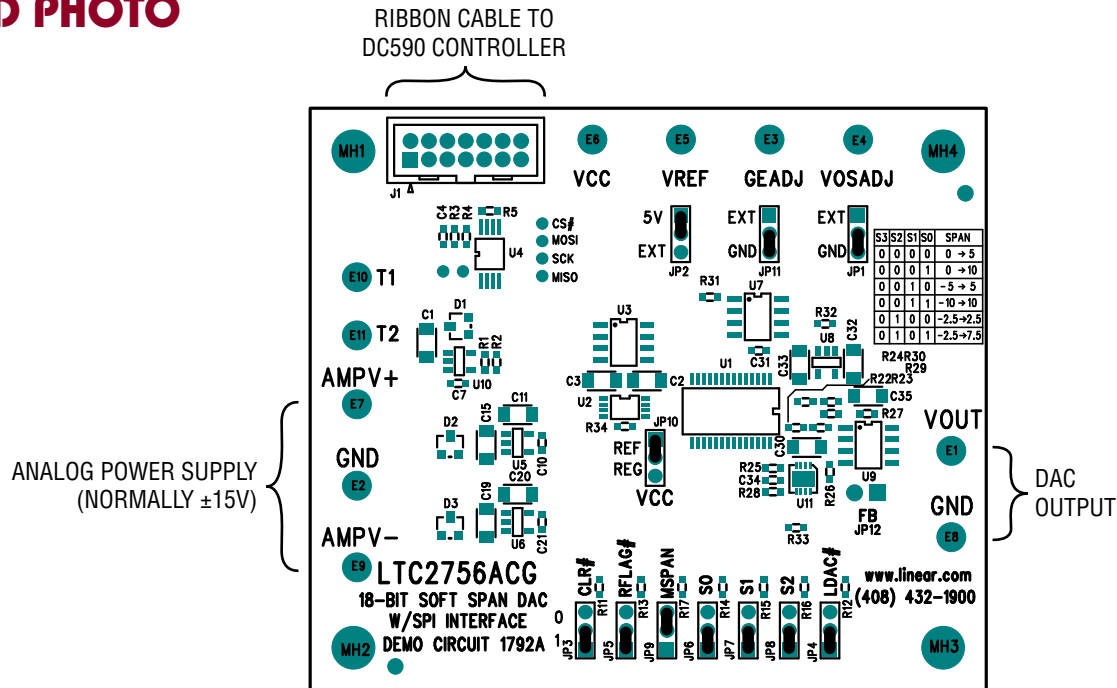 D PHOTO
RIBBON CABLE TO
DC590 CONTROLLER
MH1
J1
E6
VCC
E5
VREF
E3
GEADJ
E4
VOSADJ
MH4
C4
R3
R4
R5
U4
CS#
MOSI
SCK
MISO
5V
EXT
JP2
EXT
GND
JP11
EXT
GND
JP1
S3 S2 S1 S0 SPAN
0 0 0 0 0→5
0 0 0 1 0→10
0 0 1 0 -5→5
0 0 1 1 -10→10
0 1 0 0 -2.5→2.5
0 1 0 1 -2.5→7.5
E10 T1
E11 T2
C1
D1
R1
R2
U10
C7
R31
U7
C31
U3
C3
C2
U2
R34
U1
R32
U8
C32
C33
R24R30
R29
R22R23
C35
R27
AMPV+
E7
GND
E2
AMPV-
E9
ANALOG POWER SUPPLY
(NORMALLY ±15V)
D2
C15
C11
U5
C10
C20
D3
C19
U6
C21
JP10
REF
REG
VCC
C30
R25
C34
R28
U11
R26
U9
FB
JP12
R33
VOUT
E1
GND
E8
DAC
OUTPUT
LTC2756ACG
18-BIT SOFT SPAN DAC
W/SPI INTERFACE
DEMO CIRCUIT 1792A
MH2
0
1
CLR#
R11
JP3
RFLAG#
R13
JP5
MSPAN
R17
JP9
S0
R14
JP6
S1
R15
JP7
S2
R16
JP8
LDAC#
R12
JP4
www.linear.com
(408) 432-1900
MH3